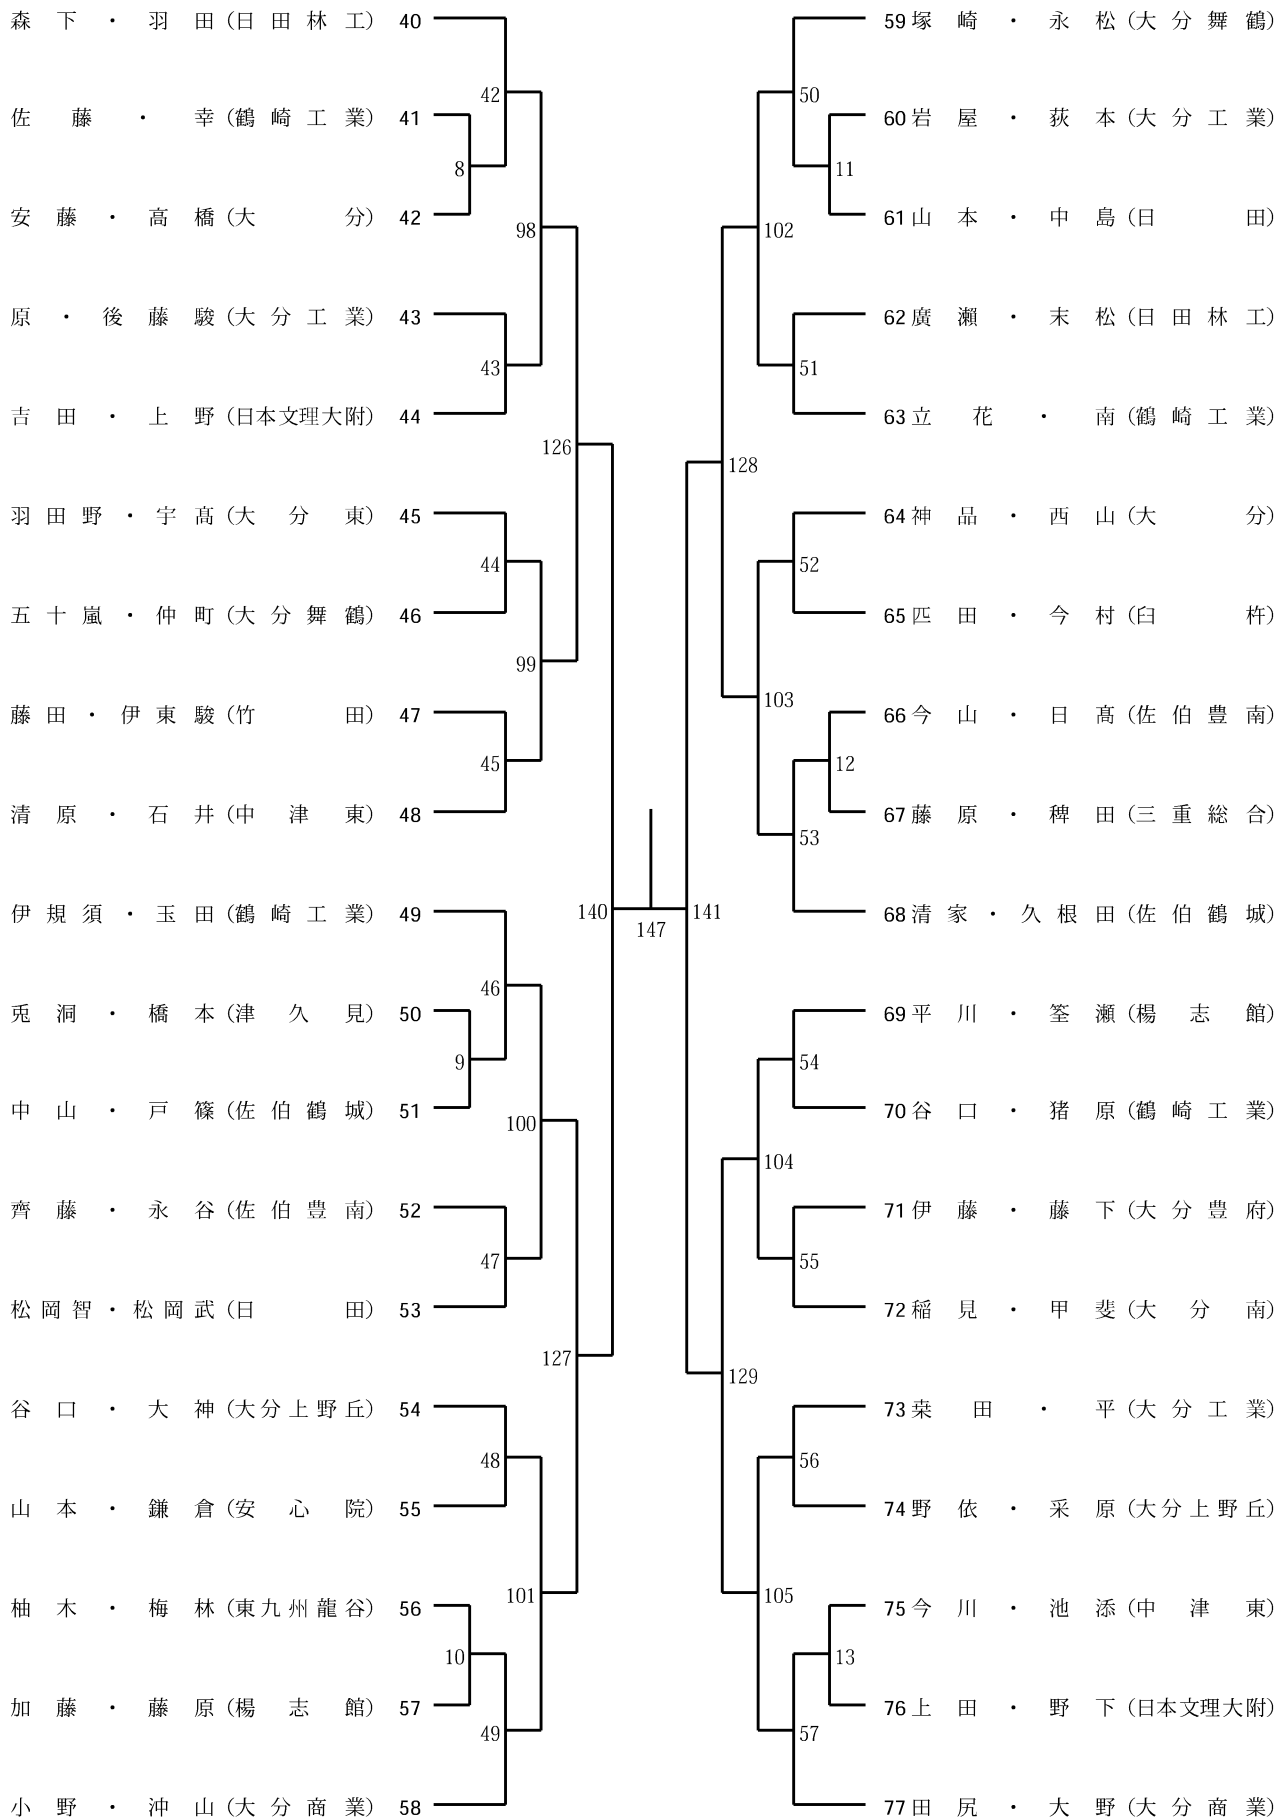 森下・羽田(日田林工) 40
42
佐藤・幸(鶴崎工業) 41
8
安藤・高橋(大分) 42
98
原・後藤駿(大分工業) 43
43
吉田・上野(日本文理大附) 44
126
羽田野・宇髙(大分東) 45
44
五十嵐・仲町(大分舞鶴) 46
99
藤田・伊東駿(竹田) 47
45
清原・石井(中津東) 48
140
伊規須・玉田(鶴崎工業) 49
46
兎洞・橋本(津久見) 50
9
中山・戸篠(佐伯鶴城) 51
100
齊藤・永谷(佐伯豊南) 52
47
松岡智・松岡武(日田) 53
127
谷口・大神(大分上野丘) 54
48
山本・鎌倉(安心院) 55
101
柚木・梅林(東九州龍谷) 56
10
加藤・藤原(楊志館) 57
49
小野・沖山(大分商業) 58
147
59 塚崎・永松(大分舞鶴)
50
60 岩屋・荻本(大分工業)
11
61 山本・中島(日田)
102
62 廣瀬・末松(日田林工)
51
63 立花・南(鶴崎工業)
128
64 神品・西山(大分)
52
65 匹田・今村(臼杵)
103
66 今山・日髙(佐伯豊南)
12
67 藤原・稗田(三重総合)
53
68 清家・久根田(佐伯鶴城)
141
69 平川・筌瀬(楊志館)
54
70 谷口・猪原(鶴崎工業)
104
71 伊藤・藤下(大分豊府)
55
72 稲見・甲斐(大分南)
129
73 桒田・平(大分工業)
56
74 野依・采原(大分上野丘)
105
75 今川・池添(中津東)
13
76 上田・野下(日本文理大附)
57
77 田尻・大野(大分商業)